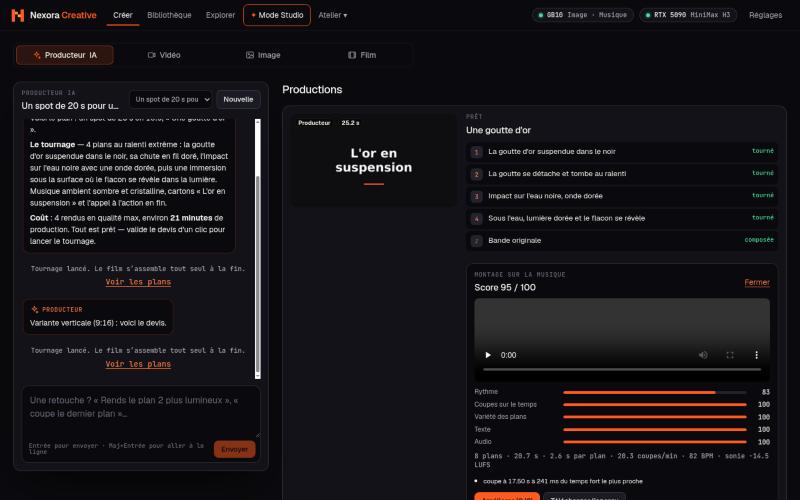 Nexora Creative
Créer
Bibliothèque
Explorer
✦ Mode Studio
Atelier ▾
GB10 Image · Musique
RTX 5090 MiniMax H3
Réglages
Producteur IA
Vidéo
Image
Film
PRODUCTEUR IA
Un spot de 20 s pour u...
Un spot de 20 s pou
Nouvelle
».
Le tournage — 4 plans au ralenti extrême : la goutte
d'or suspendue dans le noir, sa chute en fil doré, l'impact
sur l'eau noire avec une onde dorée, puis une immersion
sous la surface où le flacon se révèle dans la lumière.
Musique ambient sombre et cristalline, cartons « L'or en
suspension » et l'appel à l'action en fin.
Coût : 4 rendus en qualité max, environ 21 minutes de
production. Tout est prêt — valide le devis d'un clic pour
lancer le tournage.
Tournage lancé. Le film s'assemble tout seul à la fin.
Voir les plans
PRODUCTEUR
Variante verticale (9:16) : voici le devis.
Tournage lancé. Le film s'assemble tout seul à la fin.
Voir les plans
Une retouche ? « Rends le plan 2 plus lumineux », «
coupe le dernier plan »…
Entrée pour envoyer · Maj+Entrée pour aller à la
ligne
Envoyer
Productions
Producteur
25.2 s
L'or en
suspension
PRÊT
Une goutte d'or
1 La goutte d'or suspendue dans le noir tourné
2 La goutte se détache et tombe au ralenti tourné
3 Impact sur l'eau noire, onde dorée tourné
4 Sous l'eau, lumière dorée et le flacon se révèle tourné
♪ Bande originale composée
MONTAGE SUR LA MUSIQUE
Score 95 / 100
Fermer
0:00
Rythme 83
Coupes sur le temps 100
Variété des plans 100
Texte 100
Audio 100
8 plans · 20.7 s · 2.6 s par plan · 20.3 coupes/min · 82 BPM · sonie -14.5
LUFS
• coupe à 17.50 s à 241 ms du temps fort le plus proche